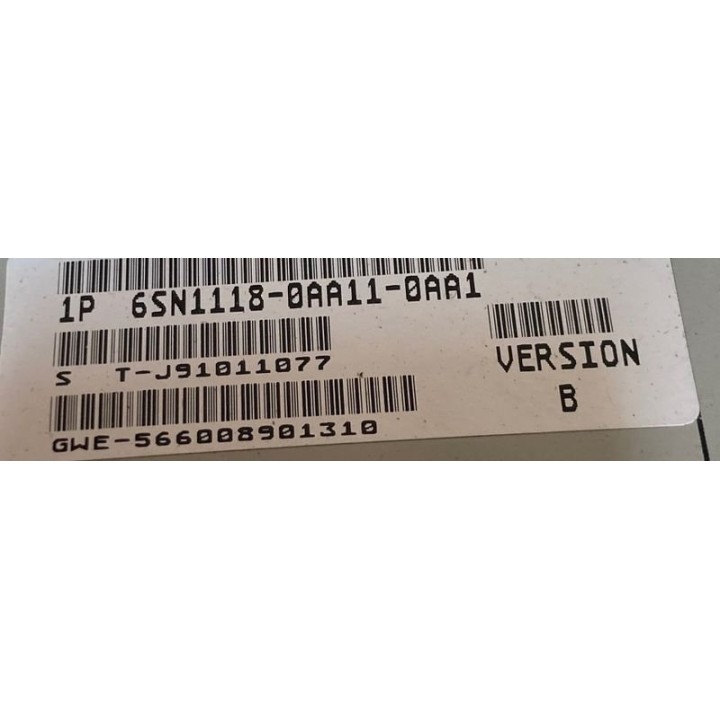 1P 6SN1118-0AA11-0AA1
S T-J91011077
VERSION
B
GWE-566008901310